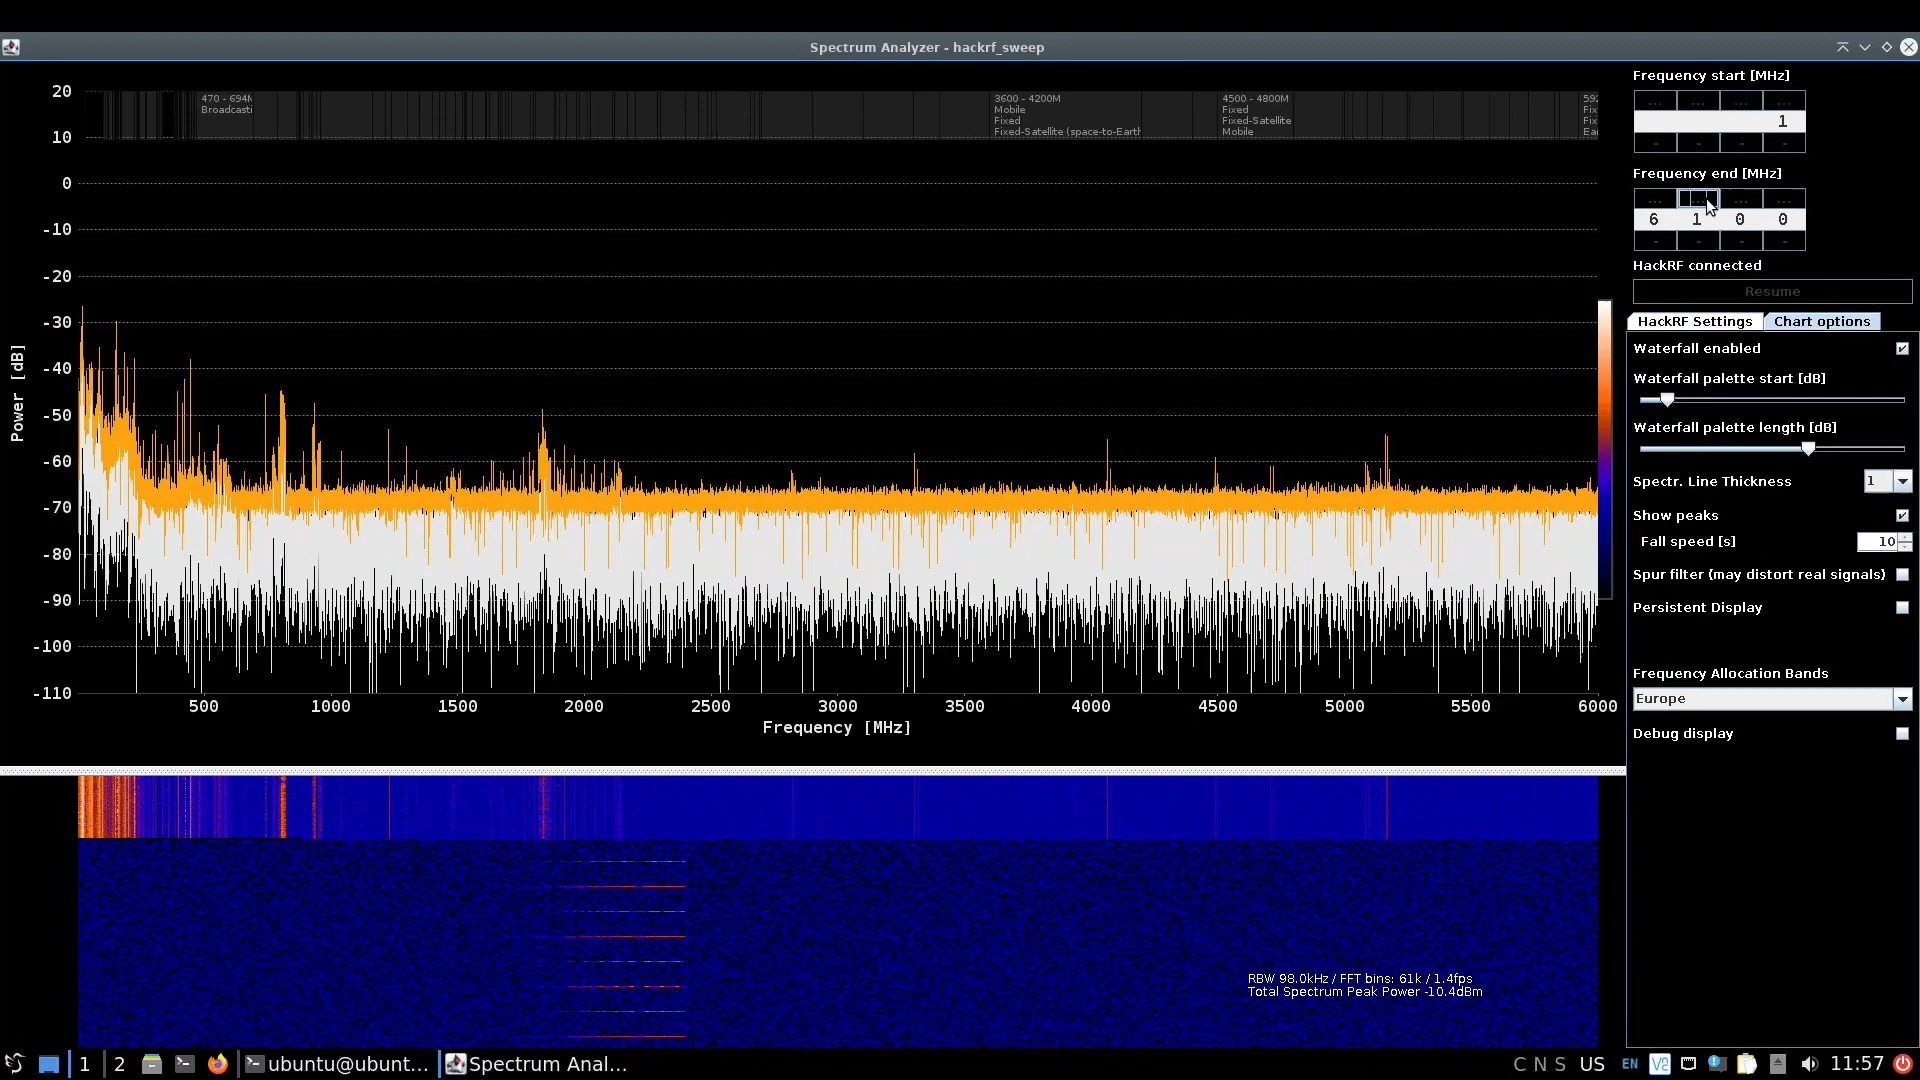 Spectrum Analyzer - hackrf_sweep
20
10
0
-10
-20
-30
-40
-50
-60
-70
-80
-90
-100
-110
Power [dB]
470 - 694M
Broadcasti
3600 - 4200M
Mobile
Fixed
Fixed-Satellite (space-to-Earth
4500 - 4800M
Fixed
Fixed-Satellite
Mobile
592
Fix
Fix
Ear
500 1000 1500 2000 2500 3000 3500 4000 4500 5000 5500 6000
Frequency [MHz]
RBW 98.0kHz / FFT bins: 61k / 1.4fps
Total Spectrum Peak Power -10.4dBm
Frequency start [MHz]
... ... ... ...
1
- - - -
Frequency end [MHz]
... ... ... ...
6 1 0 0
- - - -
HackRF connected
Resume
HackRF Settings Chart options
Waterfall enabled
Waterfall palette start [dB]
Waterfall palette length [dB]
Spectr. Line Thickness 1
Show peaks
Fall speed [s] 10
Spur filter (may distort real signals)
Persistent Display
Frequency Allocation Bands
Europe
Debug display
1 2 ubuntu@ubunt... Spectrum Anal... C N S US EN 11:57